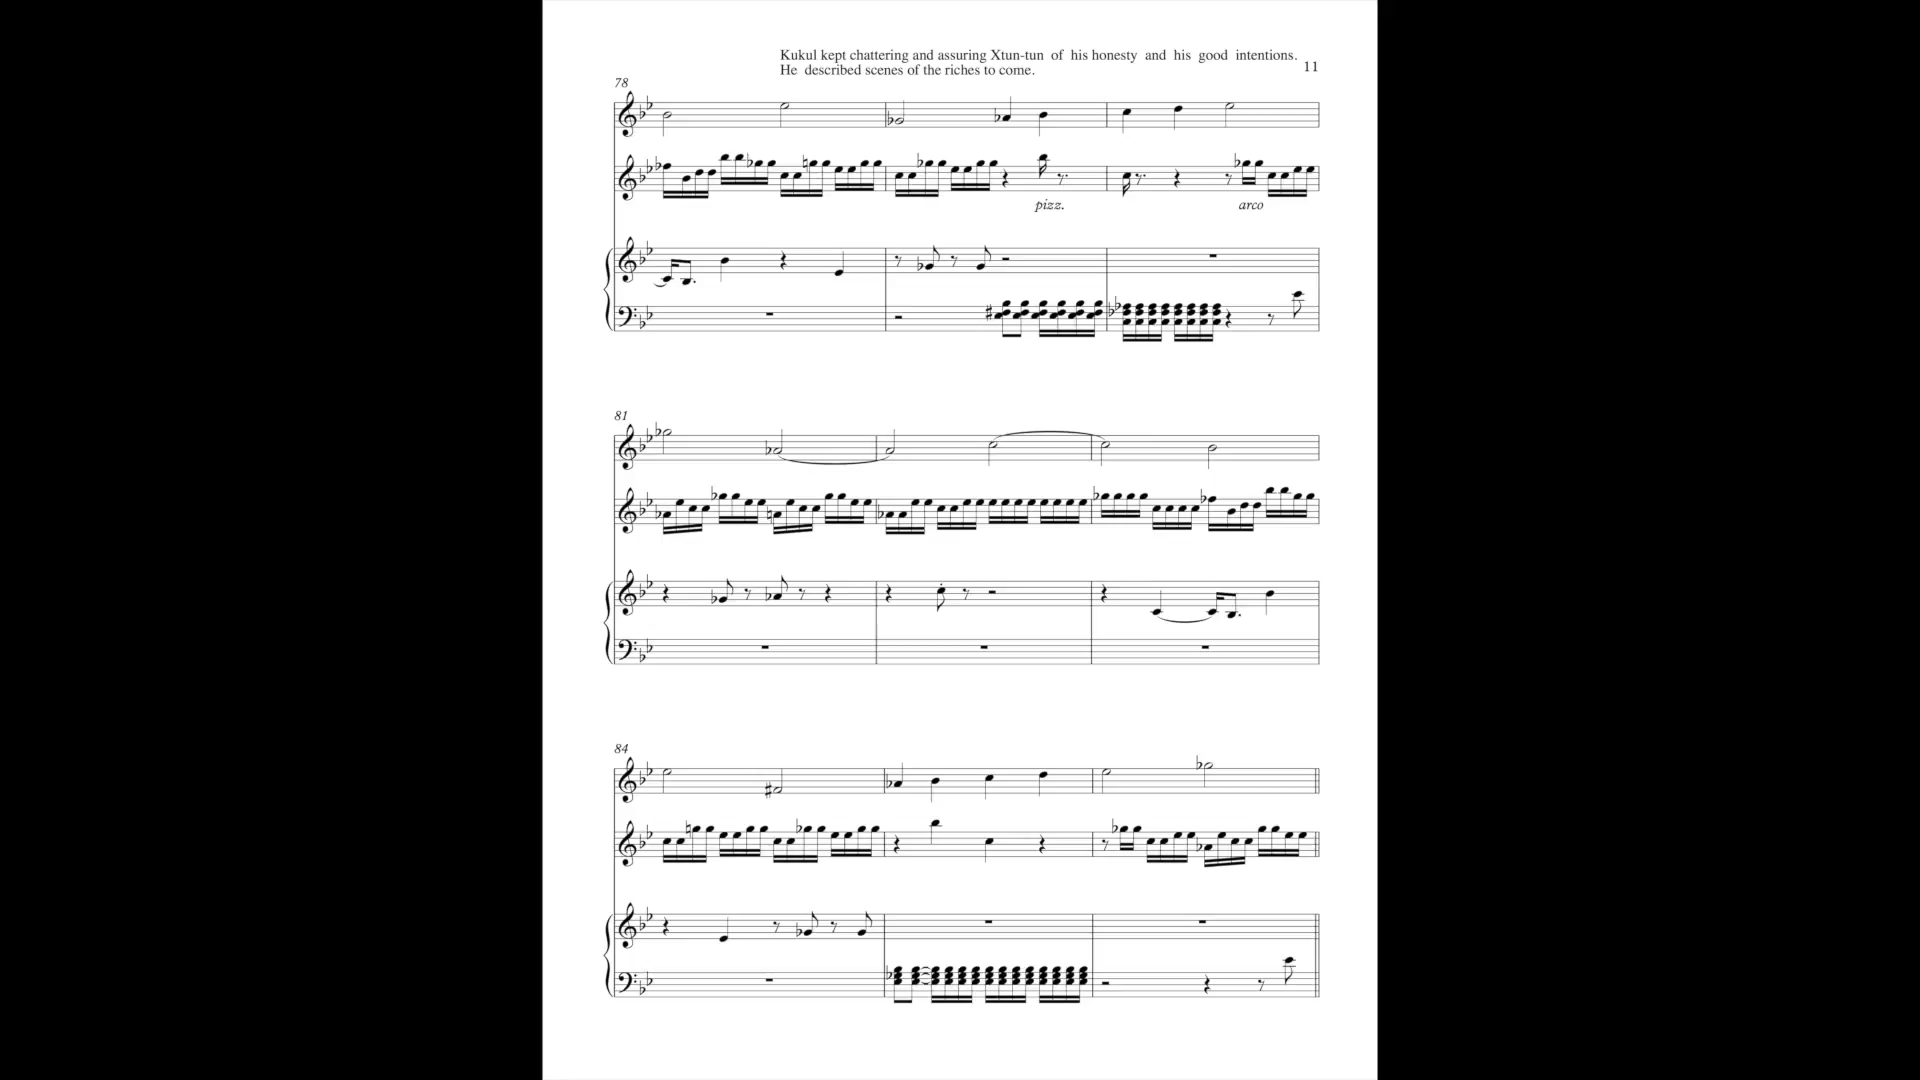 Kukul kept chattering and assuring Xtun-tun of his honesty and his good intentions.
He described scenes of the riches to come.
11
78
pizz.
arco
81
84